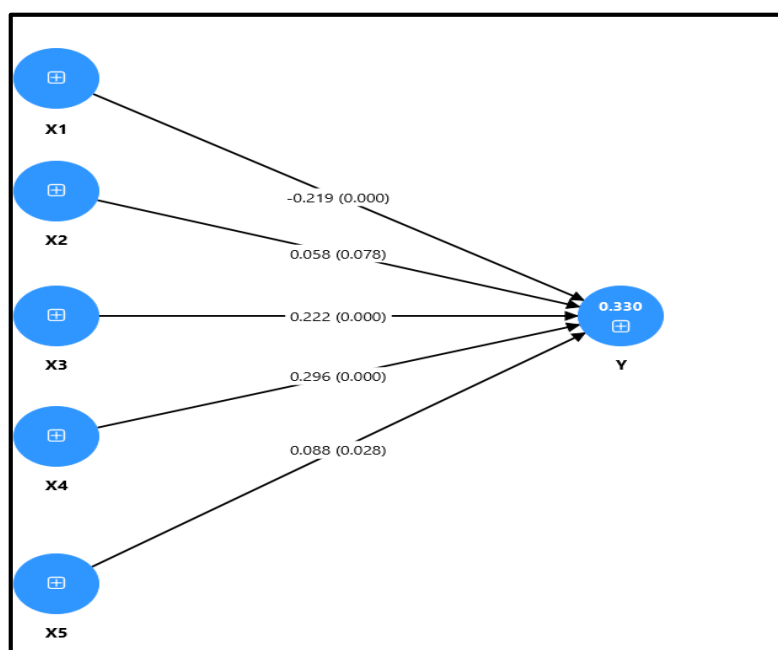 X1
-0.219 (0.000)
X2
0.058 (0.078)
0.330
X3
0.222 (0.000)
Y
0.296 (0.000)
X4
0.088 (0.028)
X5